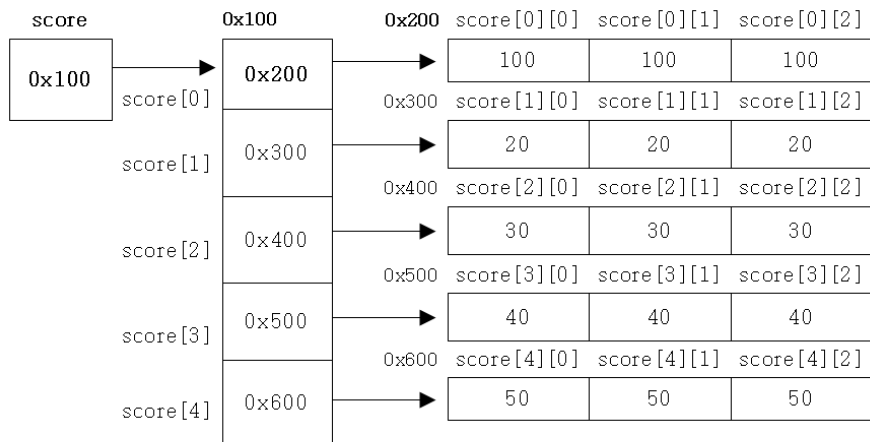 score 0x100 0x200 score[0][0] score[0][1] score[0][2]
0x100 0x200 100 100 100
score[0] 0x300 score[1][0] score[1][1] score[1][2]
score[1] 0x300 20 20 20
0x400 score[2][0] score[2][1] score[2][2]
score[2] 0x400 30 30 30
0x500 score[3][0] score[3][1] score[3][2]
score[3] 0x500 40 40 40
0x600 score[4][0] score[4][1] score[4][2]
score[4] 0x600 50 50 50